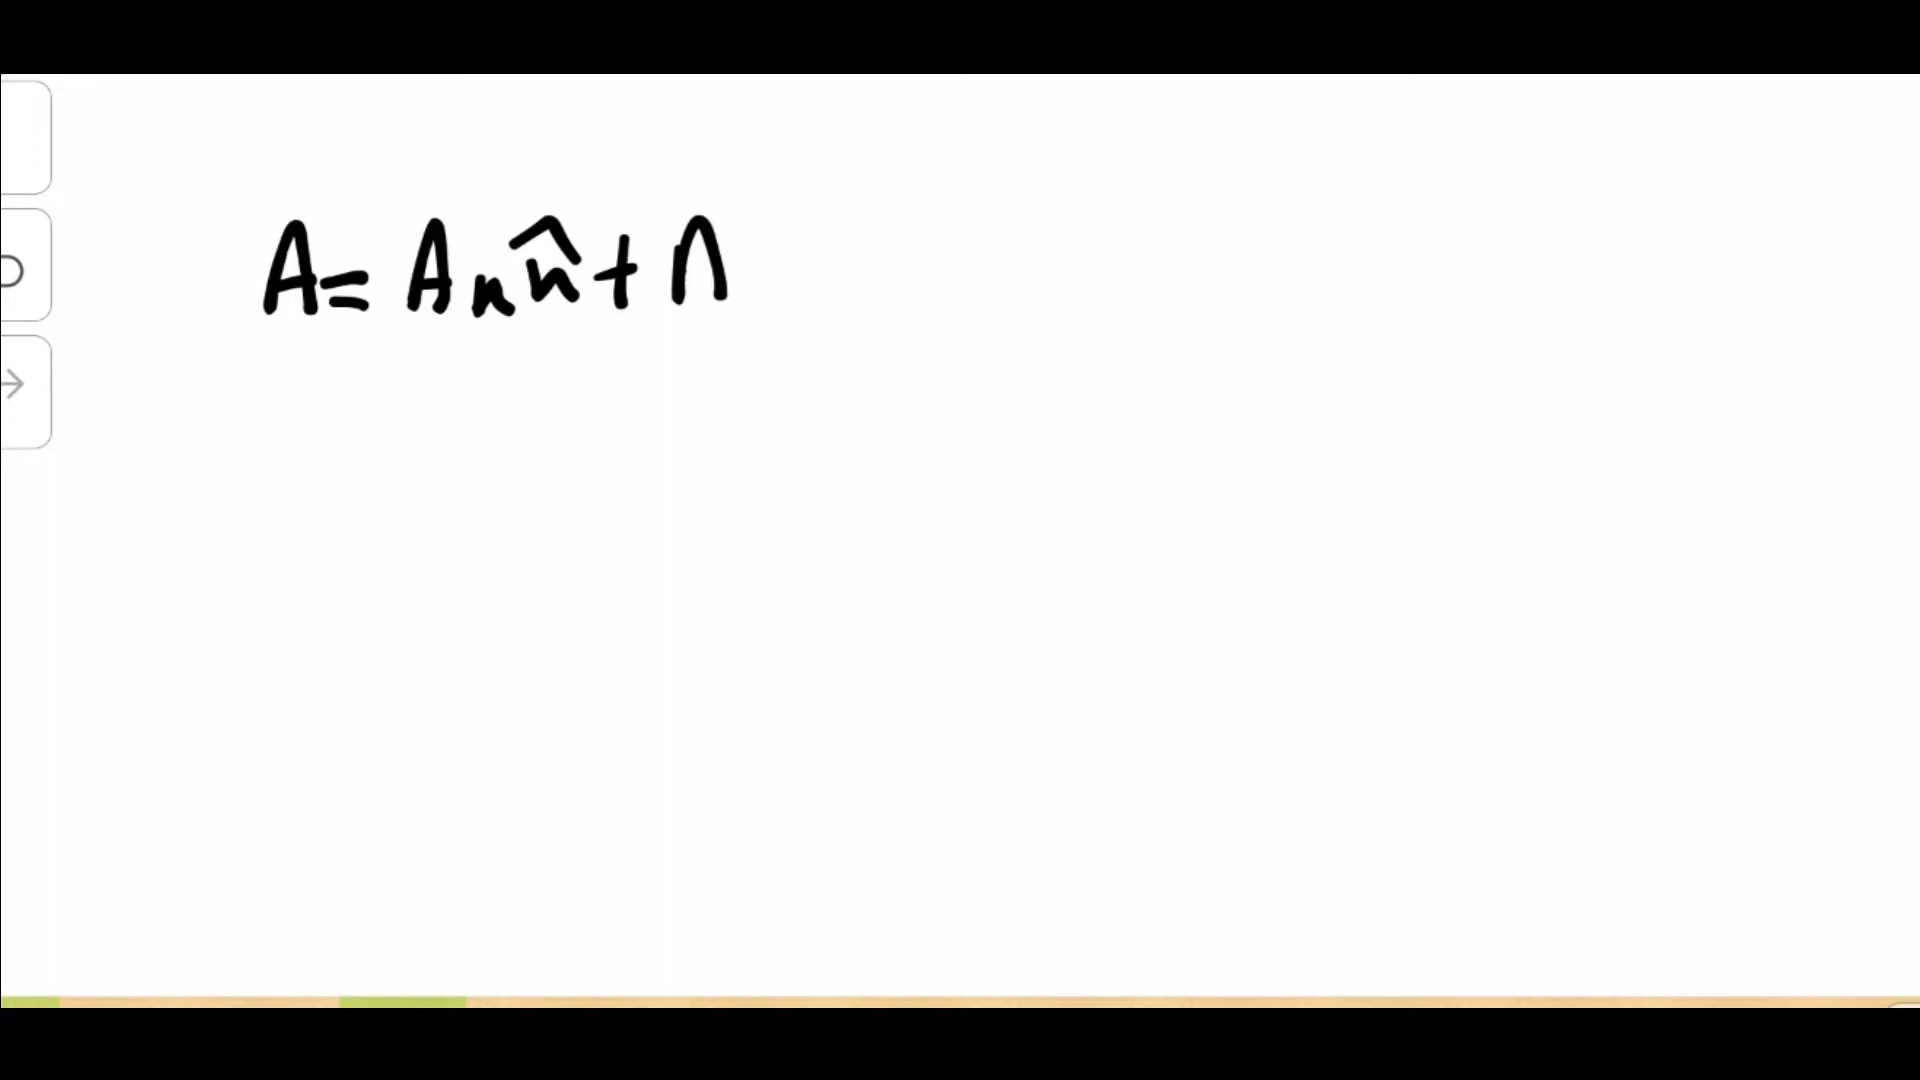 A = Aₙn̂ + Λ